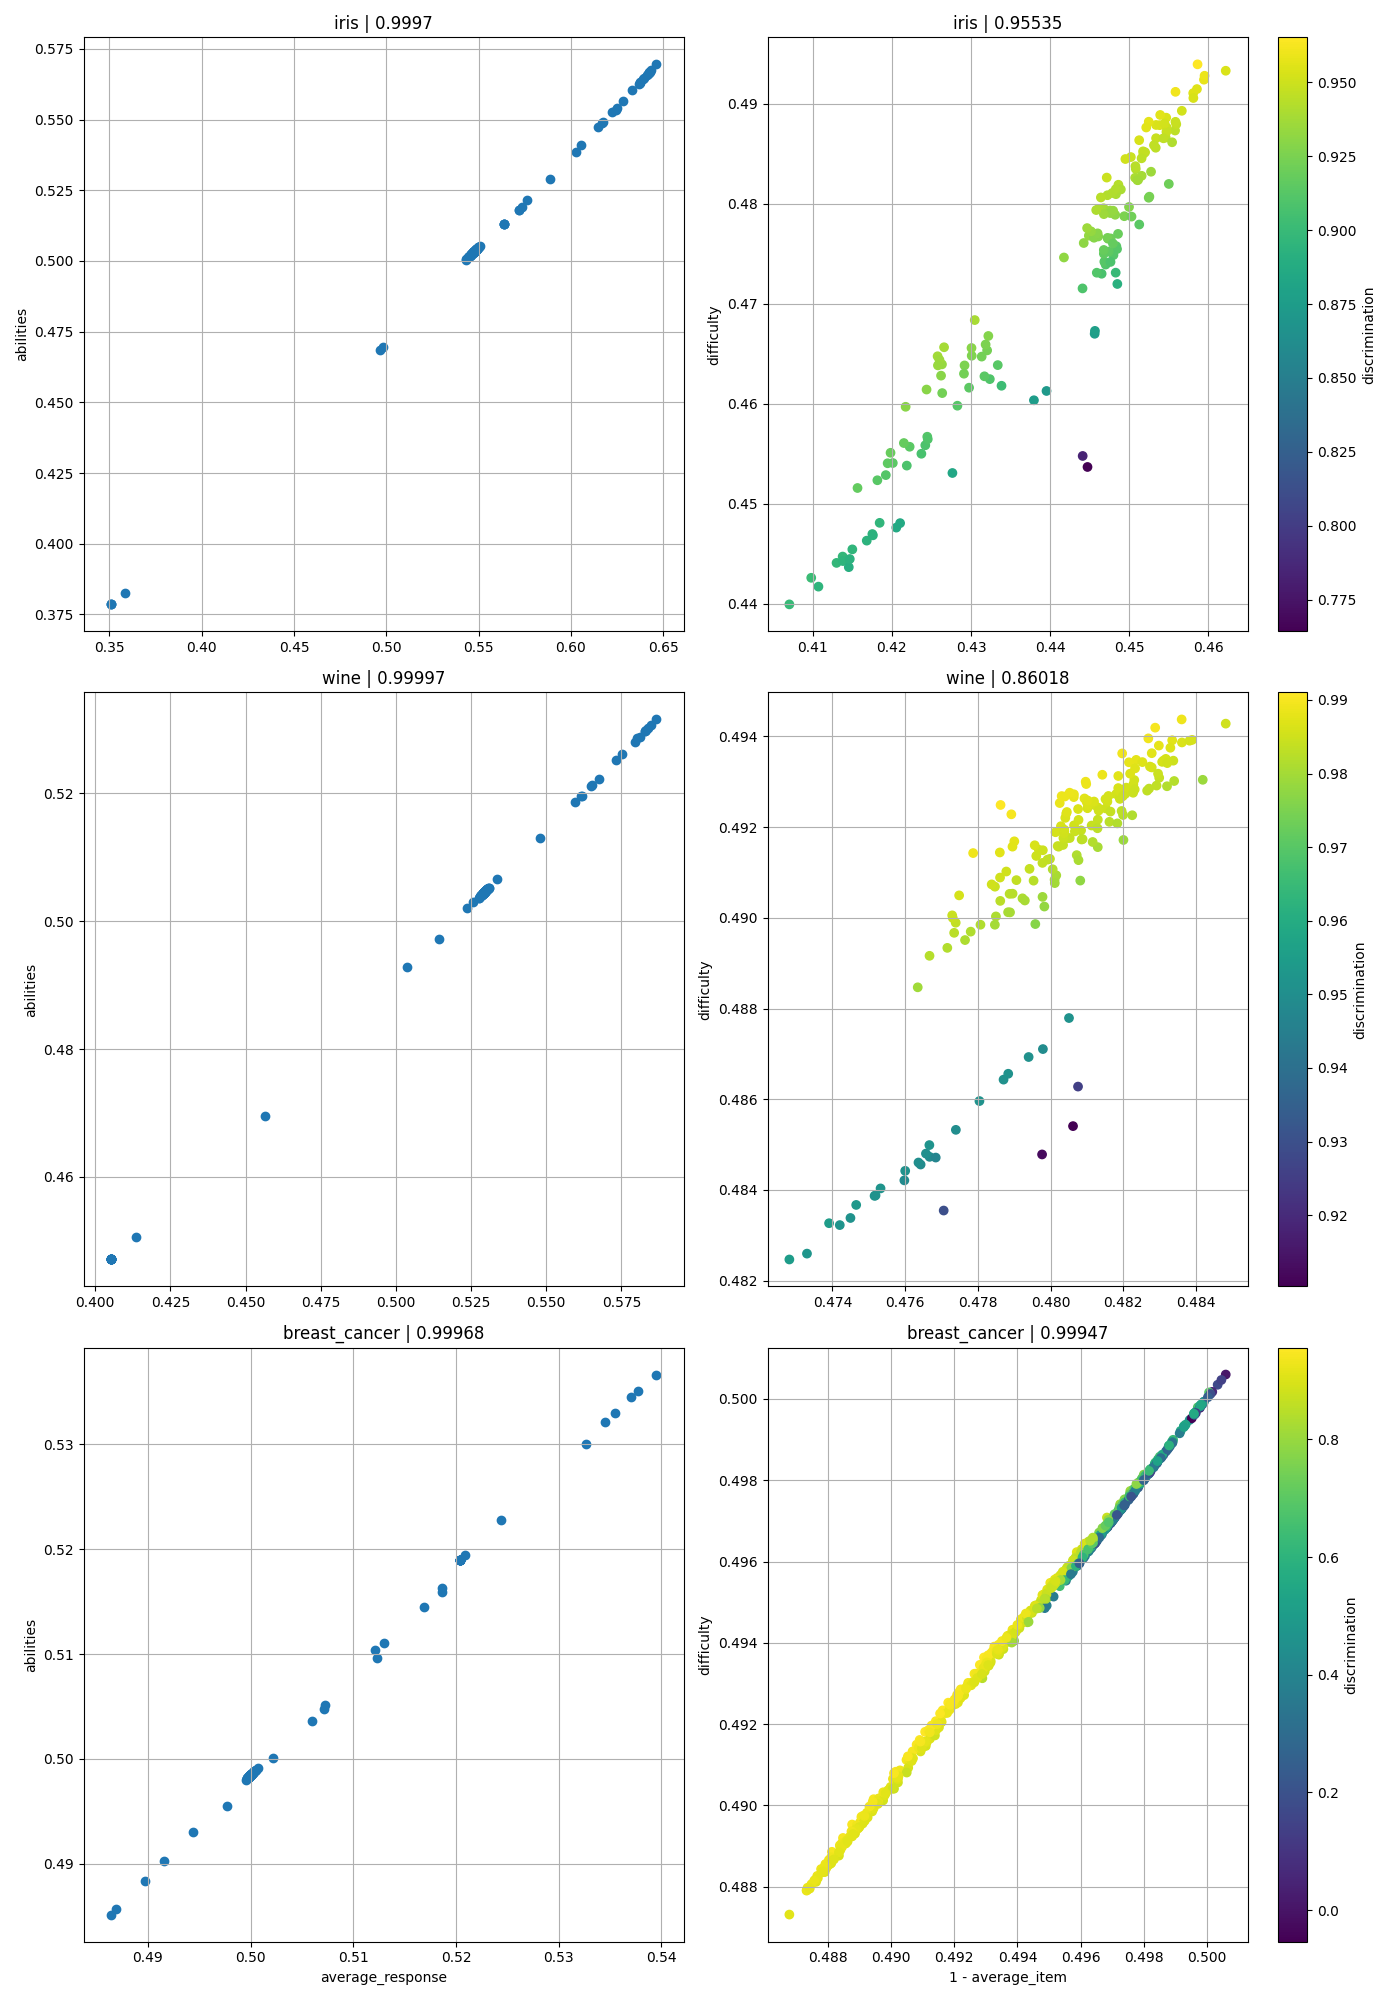 iris | 0.9997
0.575
0.550
0.525
0.500
0.475
0.450
0.425
0.400
0.375
abilities
0.35 0.40 0.45 0.50 0.55 0.60 0.65
iris | 0.95535
0.49
0.48
0.47
0.46
0.45
0.44
difficulty
0.41 0.42 0.43 0.44 0.45 0.46
0.950
0.925
0.900
0.875
0.850
0.825
0.800
0.775
discrimination
wine | 0.99997
0.52
0.50
0.48
0.46
abilities
0.400 0.425 0.450 0.475 0.500 0.525 0.550 0.575
wine | 0.86018
0.494
0.492
0.490
0.488
0.486
0.484
0.482
difficulty
0.474 0.476 0.478 0.480 0.482 0.484
0.99
0.98
0.97
0.96
0.95
0.94
0.93
0.92
discrimination
breast_cancer | 0.99968
0.53
0.52
0.51
0.50
0.49
abilities
0.49 0.50 0.51 0.52 0.53 0.54
average_response
breast_cancer | 0.99947
0.500
0.498
0.496
0.494
0.492
0.490
0.488
difficulty
0.488 0.490 0.492 0.494 0.496 0.498 0.500
1 - average_item
0.8
0.6
0.4
0.2
0.0
discrimination